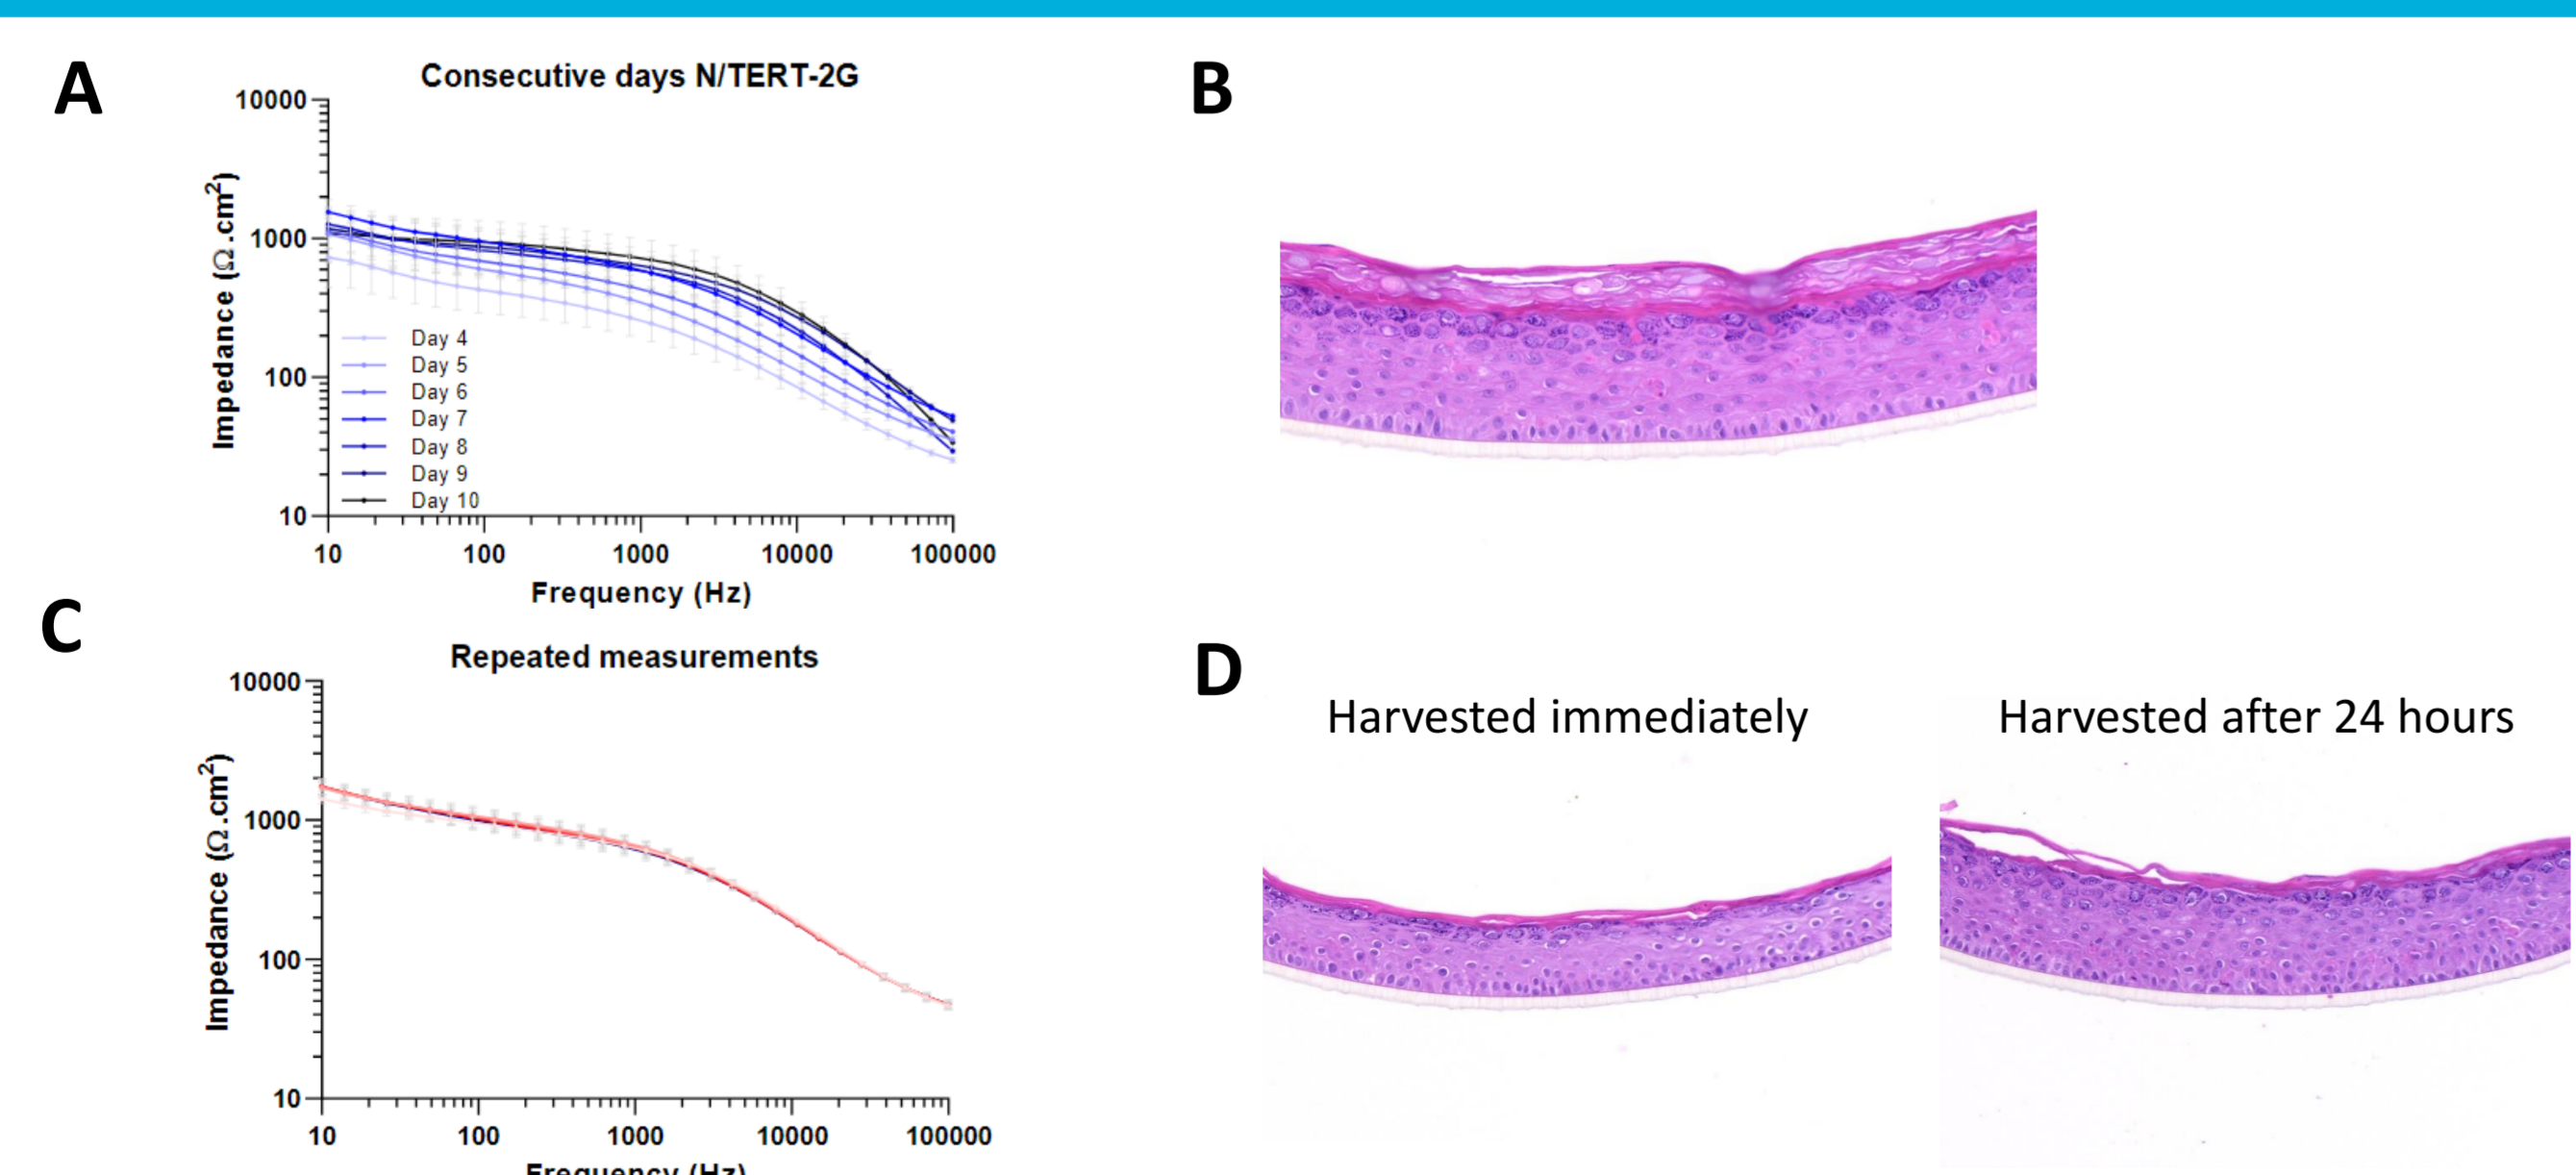 A
Consecutive days N/TERT-2G
10000
1000
100
10
Impedance (Ω.cm²)
Day 4
Day 5
Day 6
Day 7
Day 8
Day 9
Day 10
10 100 1000 10000 100000
Frequency (Hz)
B
C
Repeated measurements
10000
1000
100
10
Impedance (Ω.cm²)
10 100 1000 10000 100000
Frequency (Hz)
D
Harvested immediately
Harvested after 24 hours